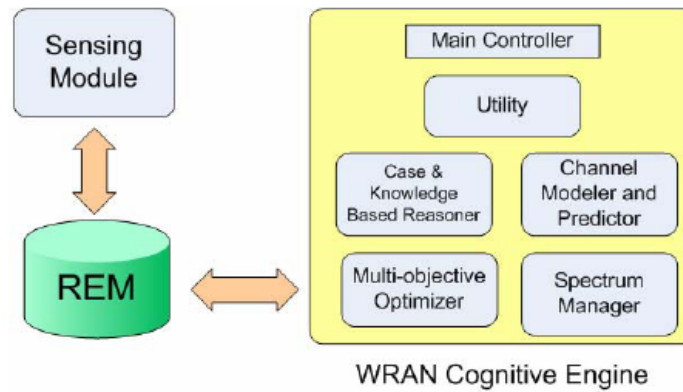 Sensing
Module
REM
Main Controller
Utility
Case &
Knowledge
Based Reasoner
Channel
Modeler and
Predictor
Multi-objective
Optimizer
Spectrum
Manager
WRAN Cognitive Engine